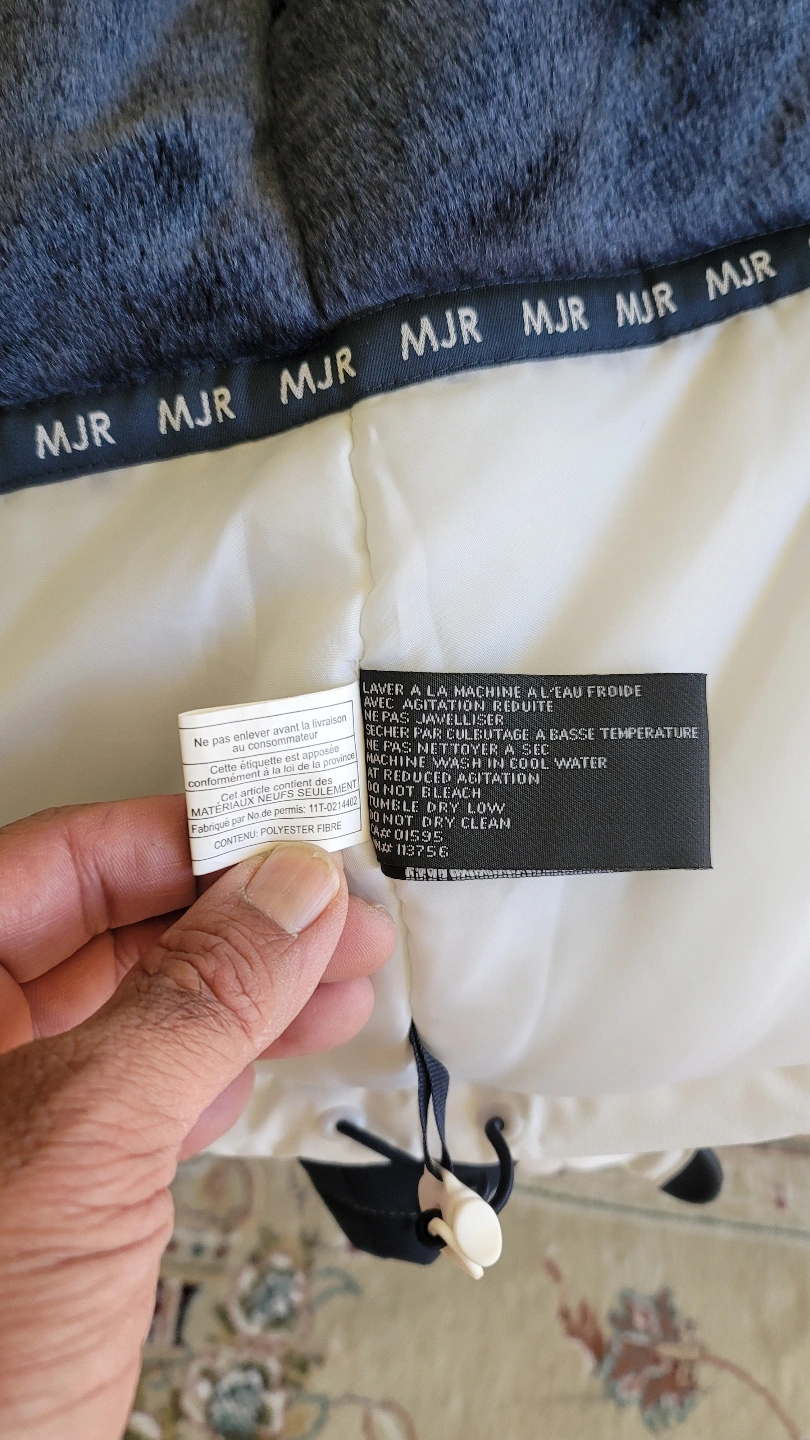 MJR MJR MJR MJR MJR MJR MJR
Ne pas enlever avant la livraison
au consommateur
Cette étiquette est apposée
conformément à la loi de la province
Cet article contient des
MATÉRIAUX NEUFS SEULEMENT
Fabriqué par No.de permis: 11T-0214402
CONTENU: POLYESTER FIBRE
LAVER A LA MACHINE A L'EAU FROIDE
AVEC AGITATION REDUITE
NE PAS JAVELLISER
SECHER PAR CULBUTAGE A BASSE TEMPERATURE
NE PAS NETTOYER A SEC
MACHINE WASH IN COOL WATER
AT REDUCED AGITATION
DO NOT BLEACH
TUMBLE DRY LOW
DO NOT DRY CLEAN
CA# 01595
113756